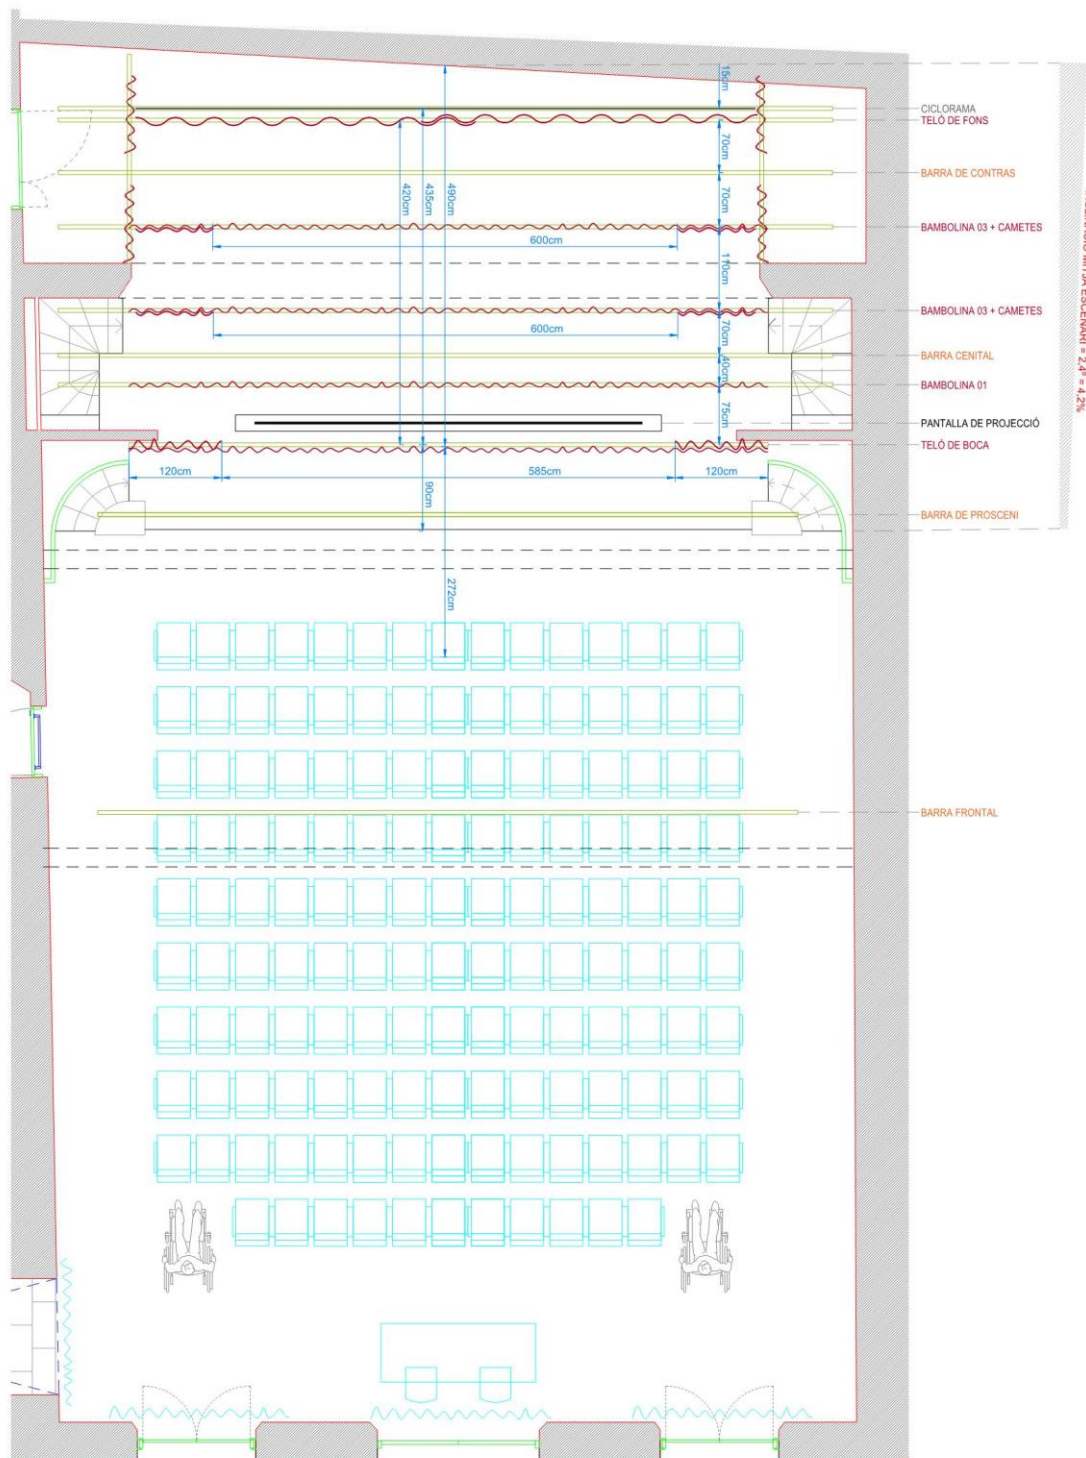 15cm
CICLORAMA
TELÓ DE FONS
70cm
BARRA DE CONTRAS
420cm
435cm
490cm
70cm
BAMBOLINA 03 + CAMETES
600cm
110cm
BAMBOLINA 03 + CAMETES
600cm
70cm
BARRA CENITAL
40cm
BAMBOLINA 01
75cm
PANTALLA DE PROJECCIÓ
TELÓ DE BOCA
120cm
585cm
120cm
90cm
BARRA DE PROSCENI
272cm
BARRA FRONTAL
MITJA ESCENARI = 2,4º = 4,2%